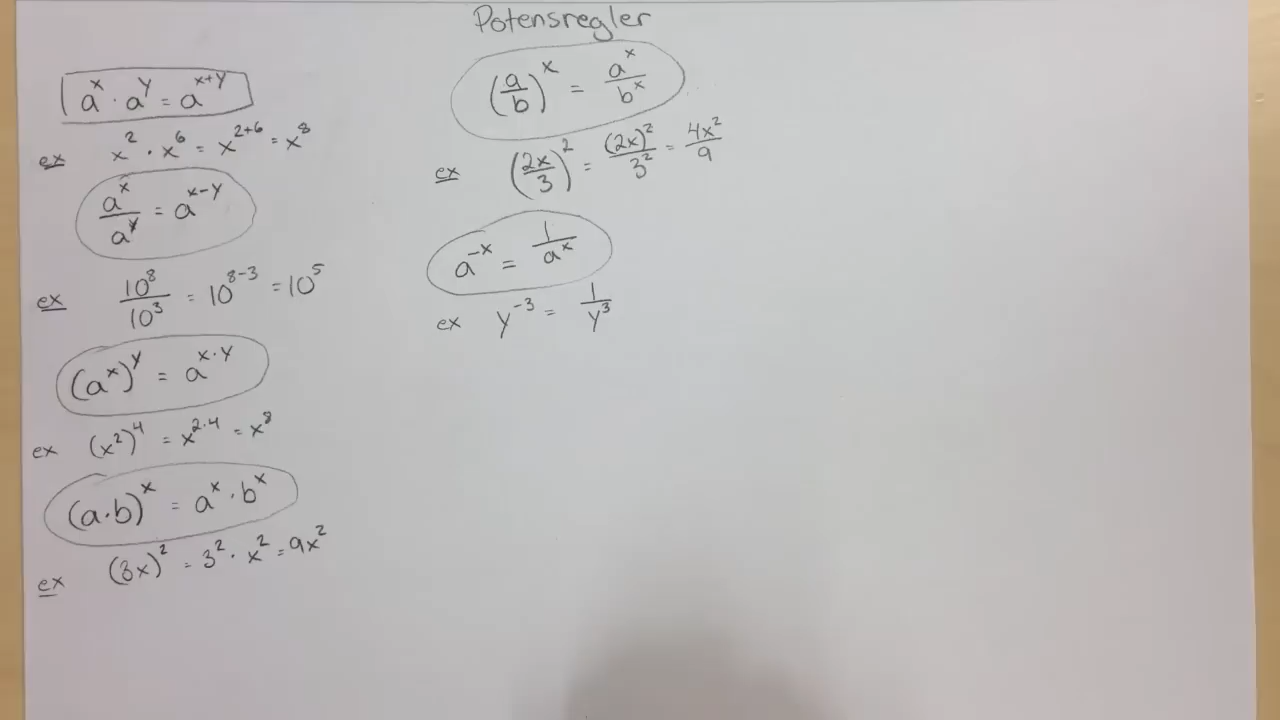 Potensregler
a^x · a^y = a^(x+y)
ex x^2 · x^6 = x^(2+6) = x^8
a^x/a^y = a^(x-y)
ex 10^8/10^3 = 10^(8-3) = 10^5
(a^x)^y = a^(x·y)
ex (x^2)^4 = x^(2·4) = x^8
(a·b)^x = a^x · b^x
ex (3x)^2 = 3^2 · x^2 = 9x^2
(a/b)^x = a^x/b^x
ex (2x/3)^2 = (2x)^2/3^2 = 4x^2/9
a^(-x) = 1/a^x
ex y^(-3) = 1/y^3